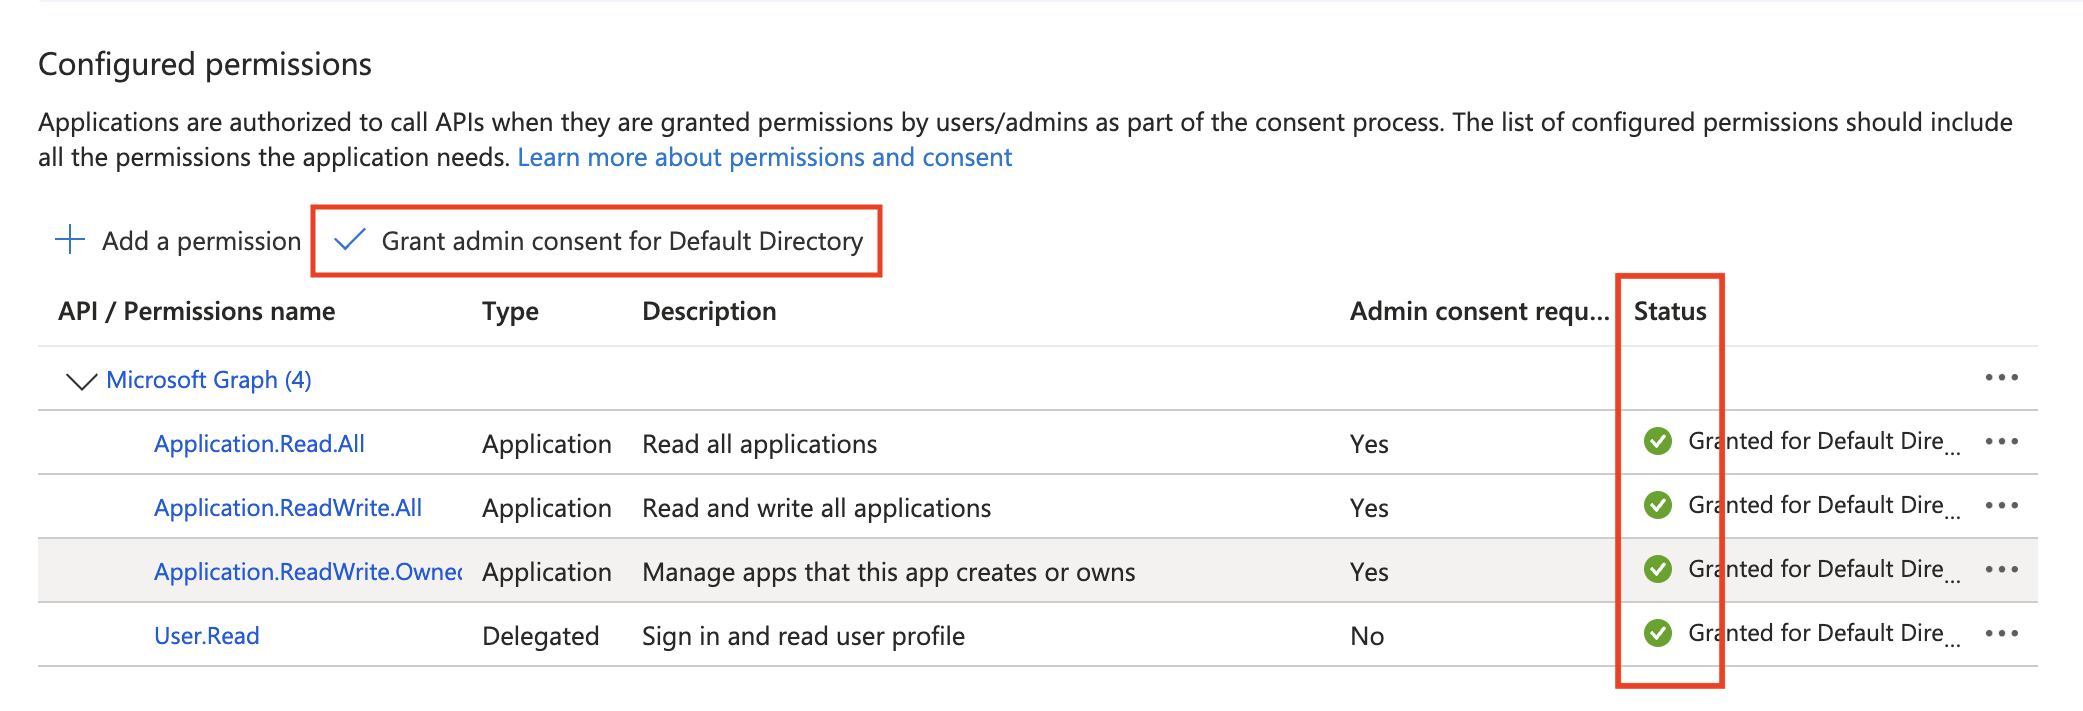 Configured permissions
Applications are authorized to call APIs when they are granted permissions by users/admins as part of the consent process. The list of configured permissions should include
all the permissions the application needs. Learn more about permissions and consent
Add a permission Grant admin consent for Default Directory
API / Permissions name Type Description Admin consent requ... Status
Microsoft Graph (4)
Application.Read.All Application Read all applications Yes Granted for Default Dire...
Application.ReadWrite.All Application Read and write all applications Yes Granted for Default Dire...
Application.ReadWrite.Owned Application Manage apps that this app creates or owns Yes Granted for Default Dire...
User.Read Delegated Sign in and read user profile No Granted for Default Dire...